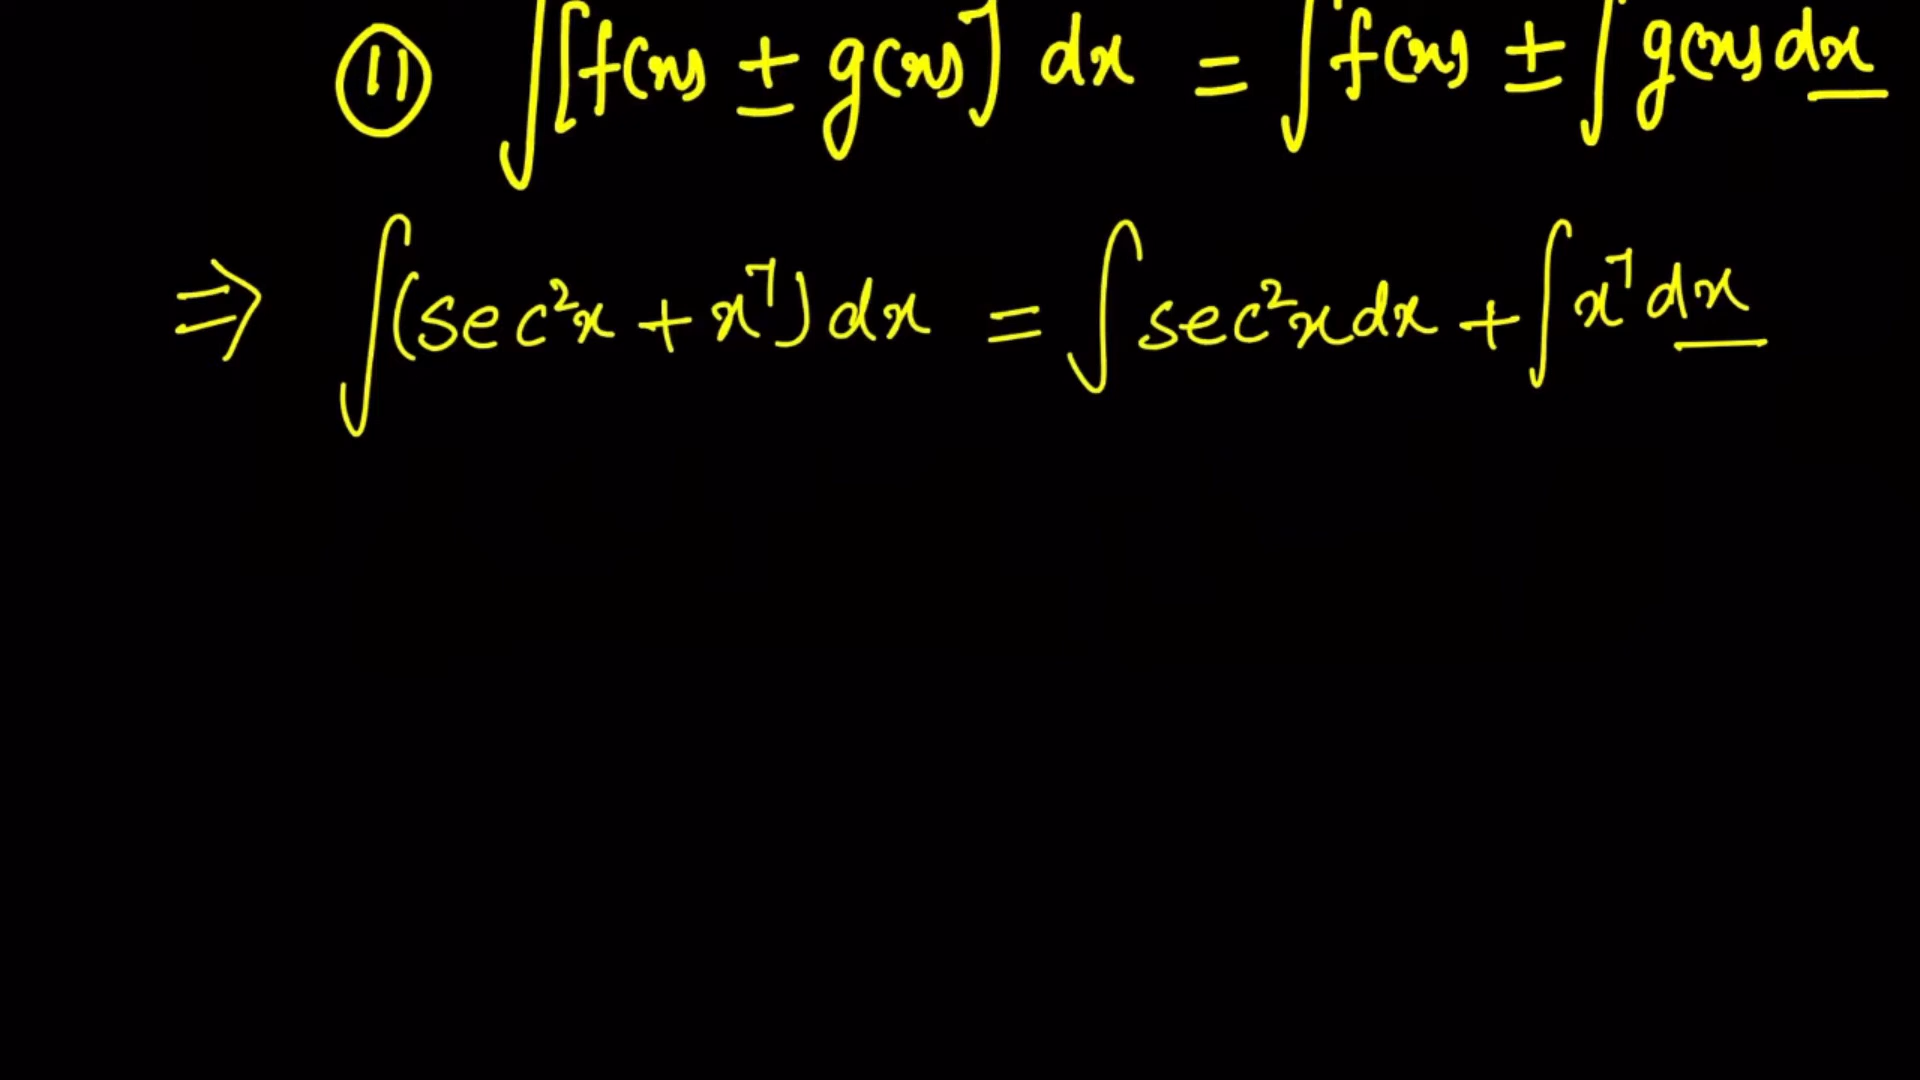 (11) ∫[f(x) ± g(x)] dx = ∫f(x) ± ∫g(x) dx
⇒ ∫(sec²x + x⁷) dx = ∫sec²x dx + ∫x⁷ dx